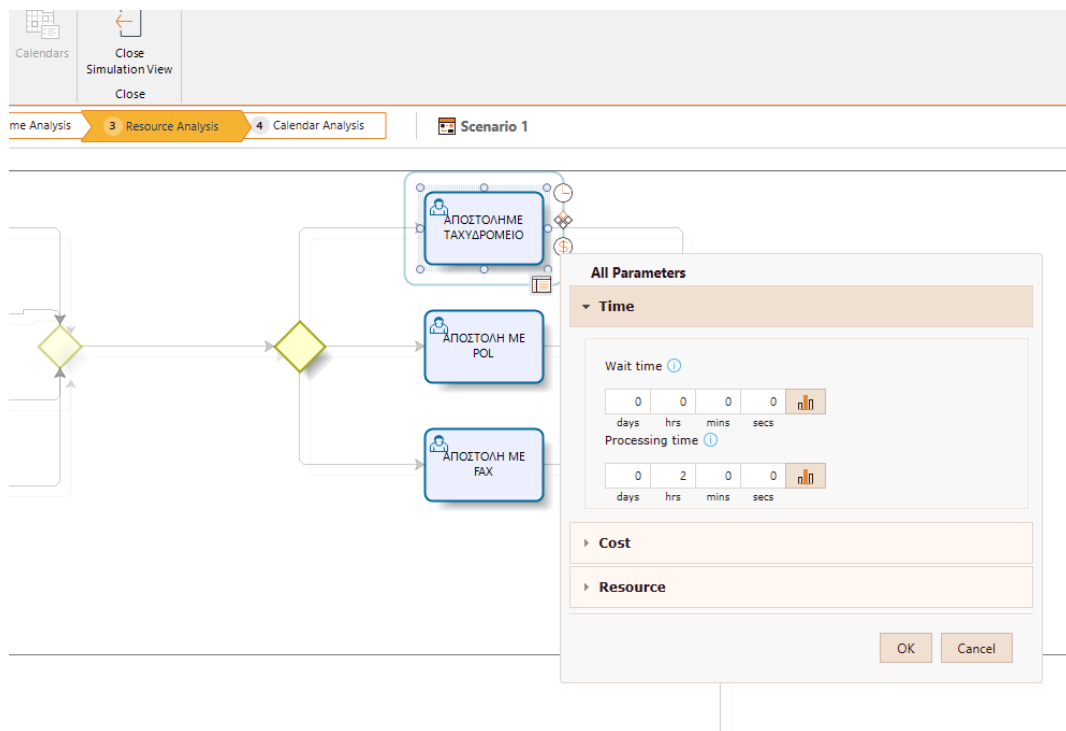 Calendars
Close
Simulation View
Close
me Analysis
3 Resource Analysis
4 Calendar Analysis
Scenario 1
ΑΠΟΣΤΟΛΗΜΕ
ΤΑΧΥΔΡΟΜΕΙΟ
ΑΠΟΣΤΟΛΗ ΜΕ
POL
ΑΠΟΣΤΟΛΗ ΜΕ
FAX
All Parameters
Time
Wait time
0 0 0 0
days hrs mins secs
Processing time
0 2 0 0
days hrs mins secs
Cost
Resource
OK Cancel